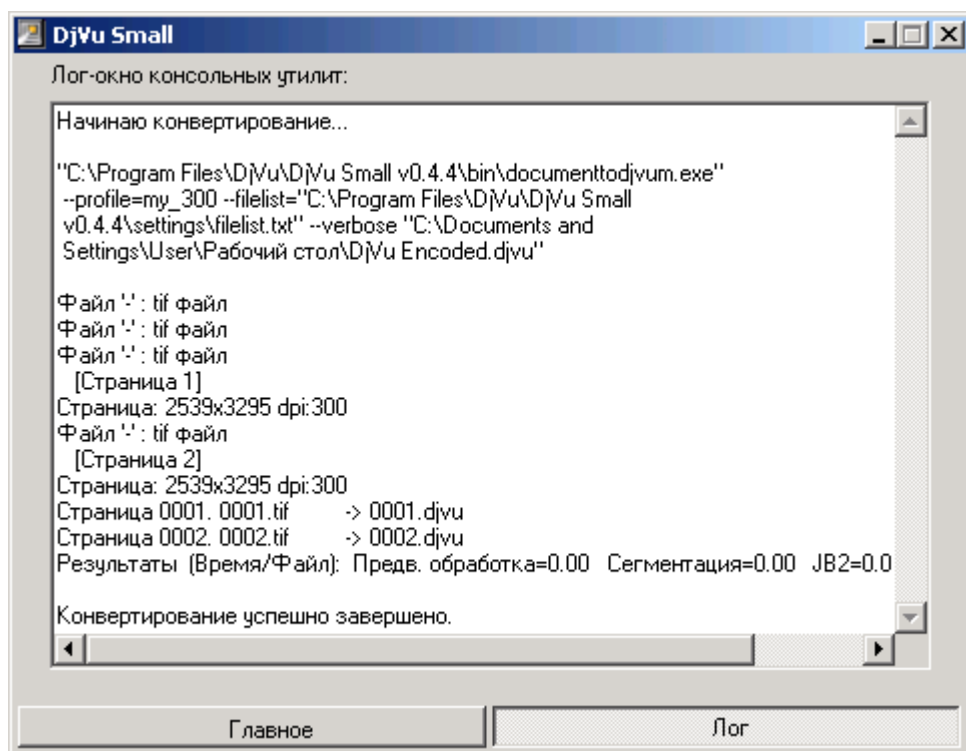 DjVu Small
Лог-окно консольных утилит:
Начинаю конвертирование...
"C:\Program Files\DjVu\DjVu Small v0.4.4\bin\documenttodjvum.exe"
--profile=my_300 --filelist="C:\Program Files\DjVu\DjVu Small
v0.4.4\settings\filelist.txt" --verbose "C:\Documents and
Settings\User\Рабочий стол\DjVu Encoded.djvu"
Файл '-' : tif файл
Файл '-' : tif файл
Файл '-' : tif файл
[Страница 1]
Страница: 2539x3295 dpi:300
Файл '-' : tif файл
[Страница 2]
Страница: 2539x3295 dpi:300
Страница 0001. 0001.tif -> 0001.djvu
Страница 0002. 0002.tif -> 0002.djvu
Результаты (Время/Файл): Предв. обработка=0.00 Сегментация=0.00 JB2=0.0
Конвертирование успешно завершено.
Главное Лог